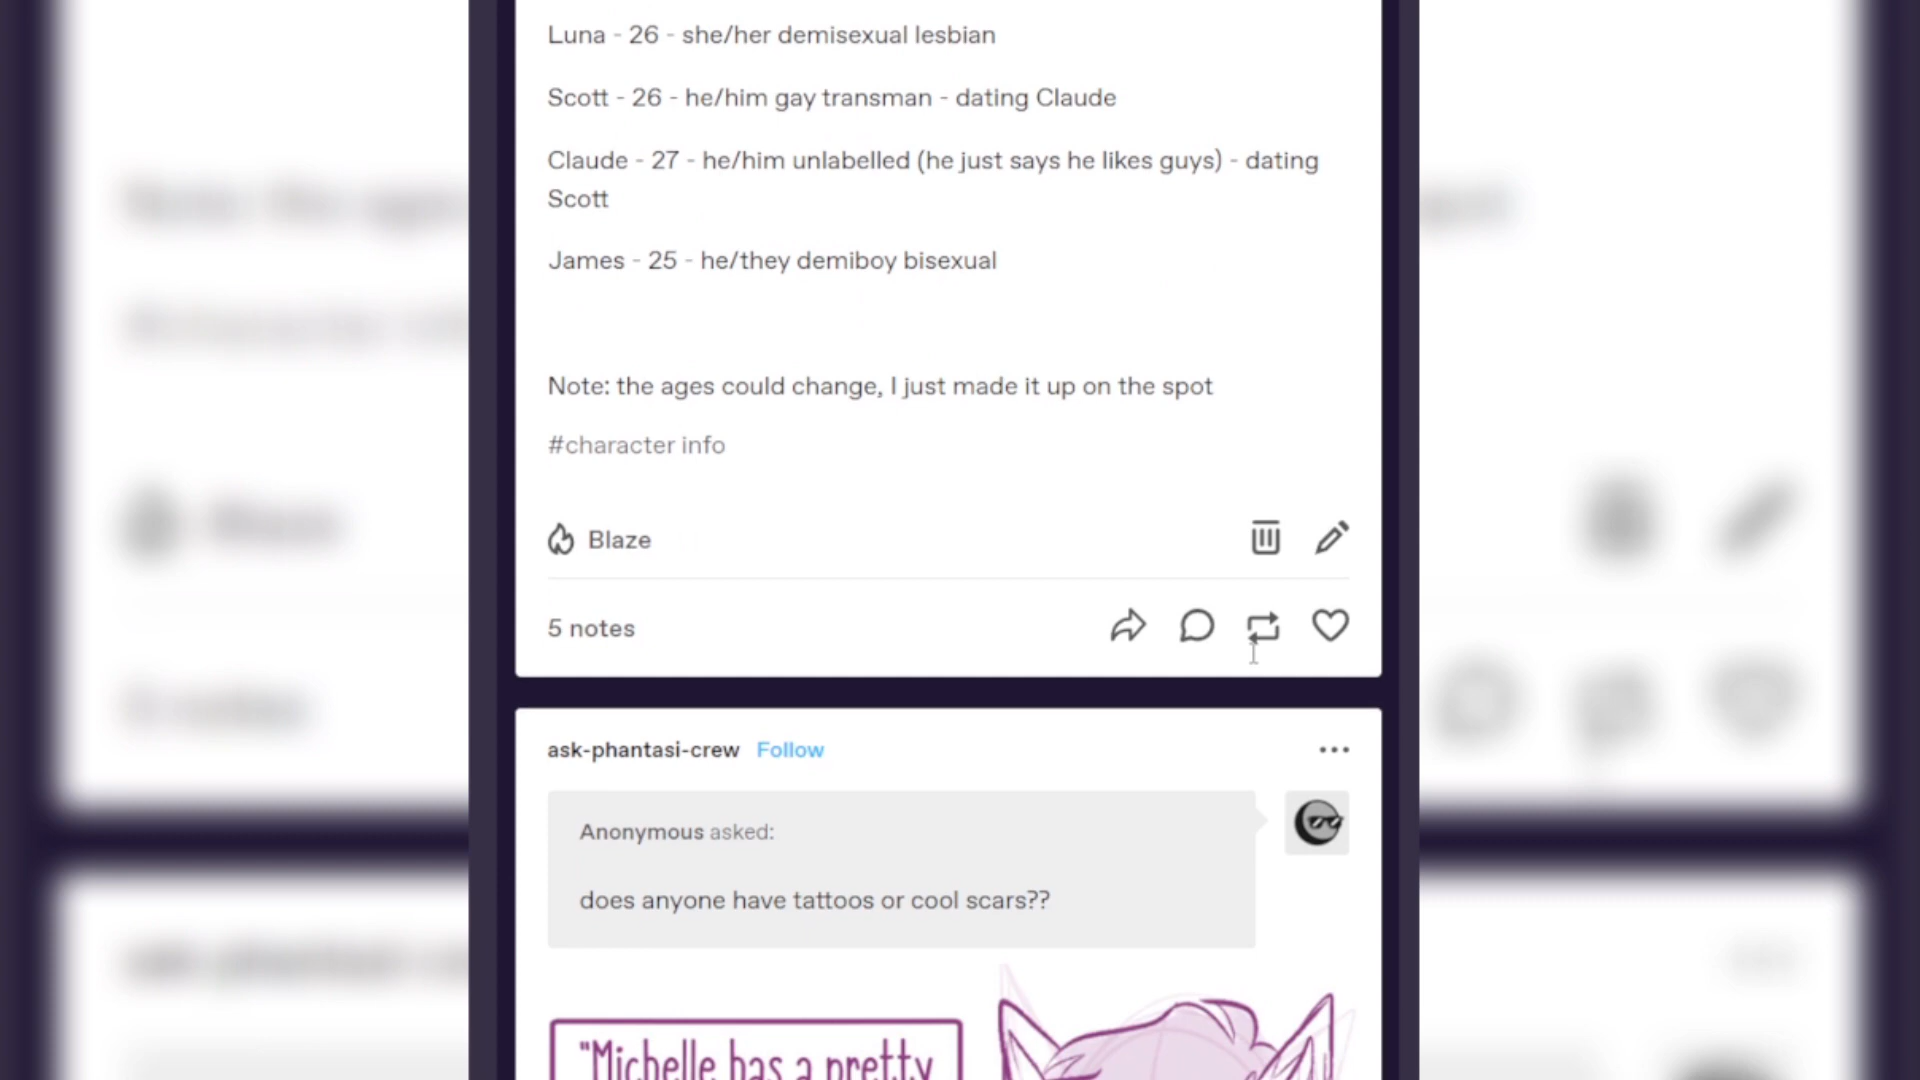 Luna - 26 - she/her demisexual lesbian
Scott - 26 - he/him gay transman - dating Claude
Claude - 27 - he/him unlabelled (he just says he likes guys) - dating
Scott
James - 25 - he/they demiboy bisexual
Note: the ages could change, I just made it up on the spot
#character info
Blaze
5 notes
ask-phantasi-crew Follow
Anonymous asked:
does anyone have tattoos or cool scars??
"Michelle has a pretty